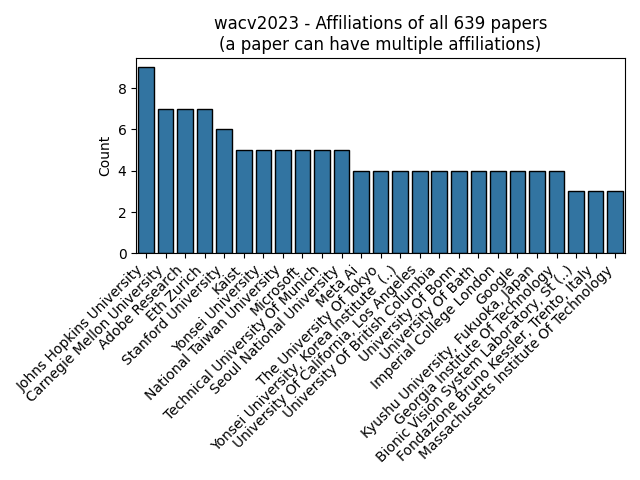 wacv2023 - Affiliations of all 639 papers
(a paper can have multiple affiliations)
Count
8
6
4
2
0
Johns Hopkins University
Carnegie Mellon University
Adobe Research
Eth Zurich
Stanford University
Kaist
Yonsei University
National Taiwan University
Microsoft
Technical University Of Munich
Seoul National University
Meta Ai
The University Of Tokyo
Yonsei University Korea Institute  (..)
University Of California, Los Angeles
University Of British Columbia
University Of Bonn
University Of Bath
Imperial College London
Google
Kyushu University, Fukuoka, Japan
Georgia Institute Of Technology
Bionic Vision System Laboratory, St (..)
Fondazione Bruno Kessler, Trento, Italy
Massachusetts Institute Of Technology